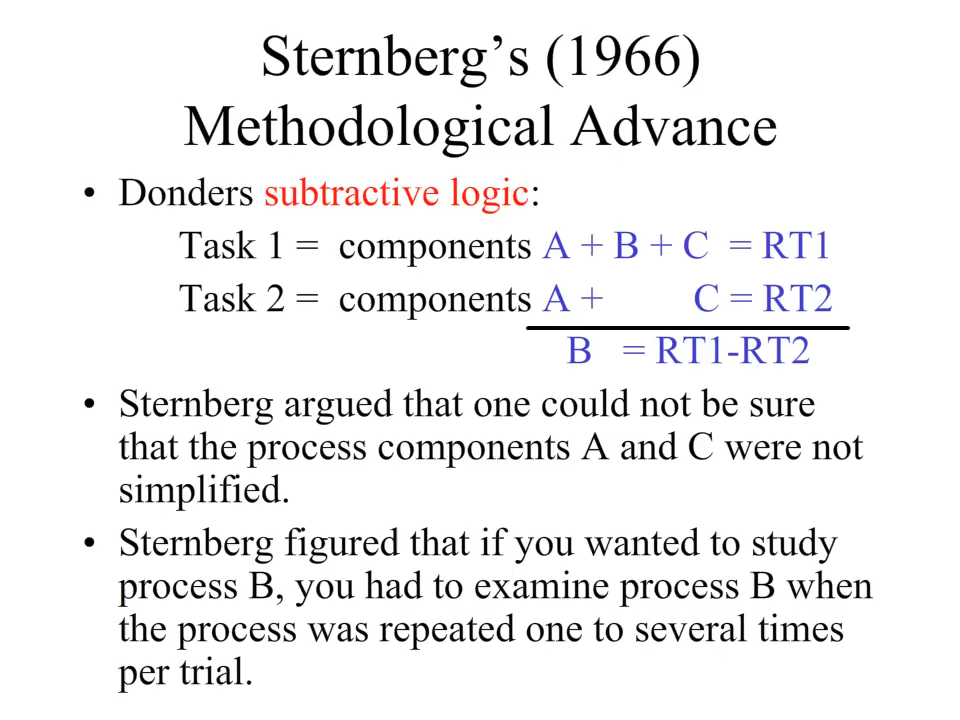 Sternberg’s (1966)
Methodological Advance
• Donders subtractive logic:
Task 1 = components A + B + C = RT1
Task 2 = components A + C = RT2
B = RT1-RT2
• Sternberg argued that one could not be sure
that the process components A and C were not
simplified.
• Sternberg figured that if you wanted to study
process B, you had to examine process B when
the process was repeated one to several times
per trial.